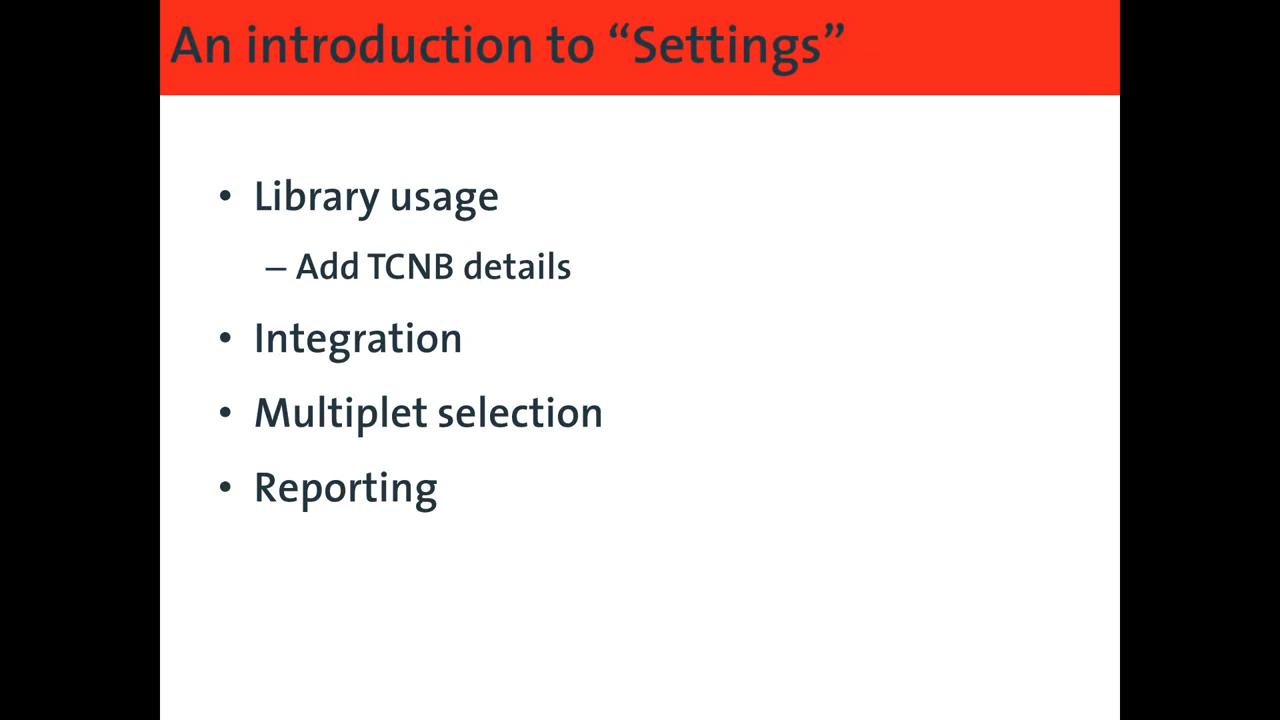 An introduction to “Settings”
• Library usage
– Add TCNB details
• Integration
• Multiplet selection
• Reporting